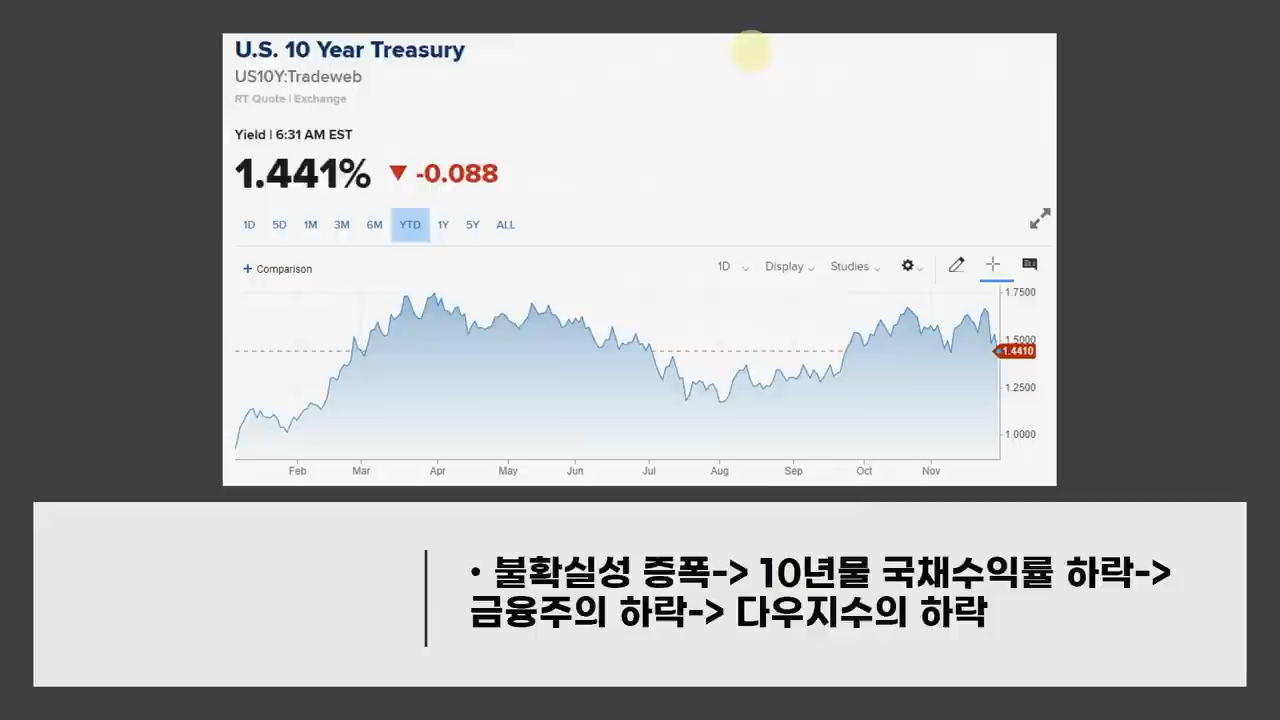 U.S. 10 Year Treasury
US10Y:Tradeweb
RT Quote | Exchange
Yield | 6:31 AM EST
1.441% ▼ -0.088
1D 5D 1M 3M 6M YTD 1Y 5Y ALL
+ Comparison 1D Display Studies
1.7500
1.5000
1.4410
1.2500
1.0000
Feb Mar Apr May Jun Jul Aug Sep Oct Nov
• 불확실성 증폭-> 10년물 국채수익률 하락->
금융주의 하락-> 다우지수의 하락